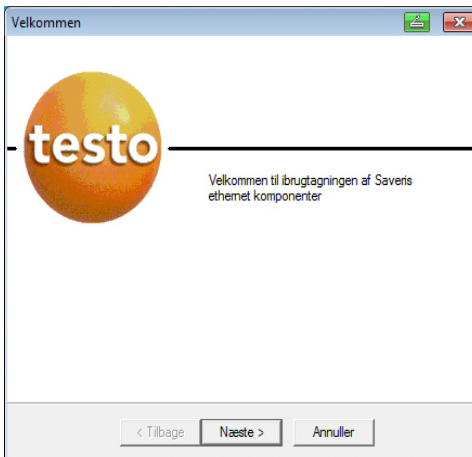 Velkommen
testo
Velkommen til ibrugtagningen af Saveris
ethernet komponenter
< Tilbage
Næste >
Annuller